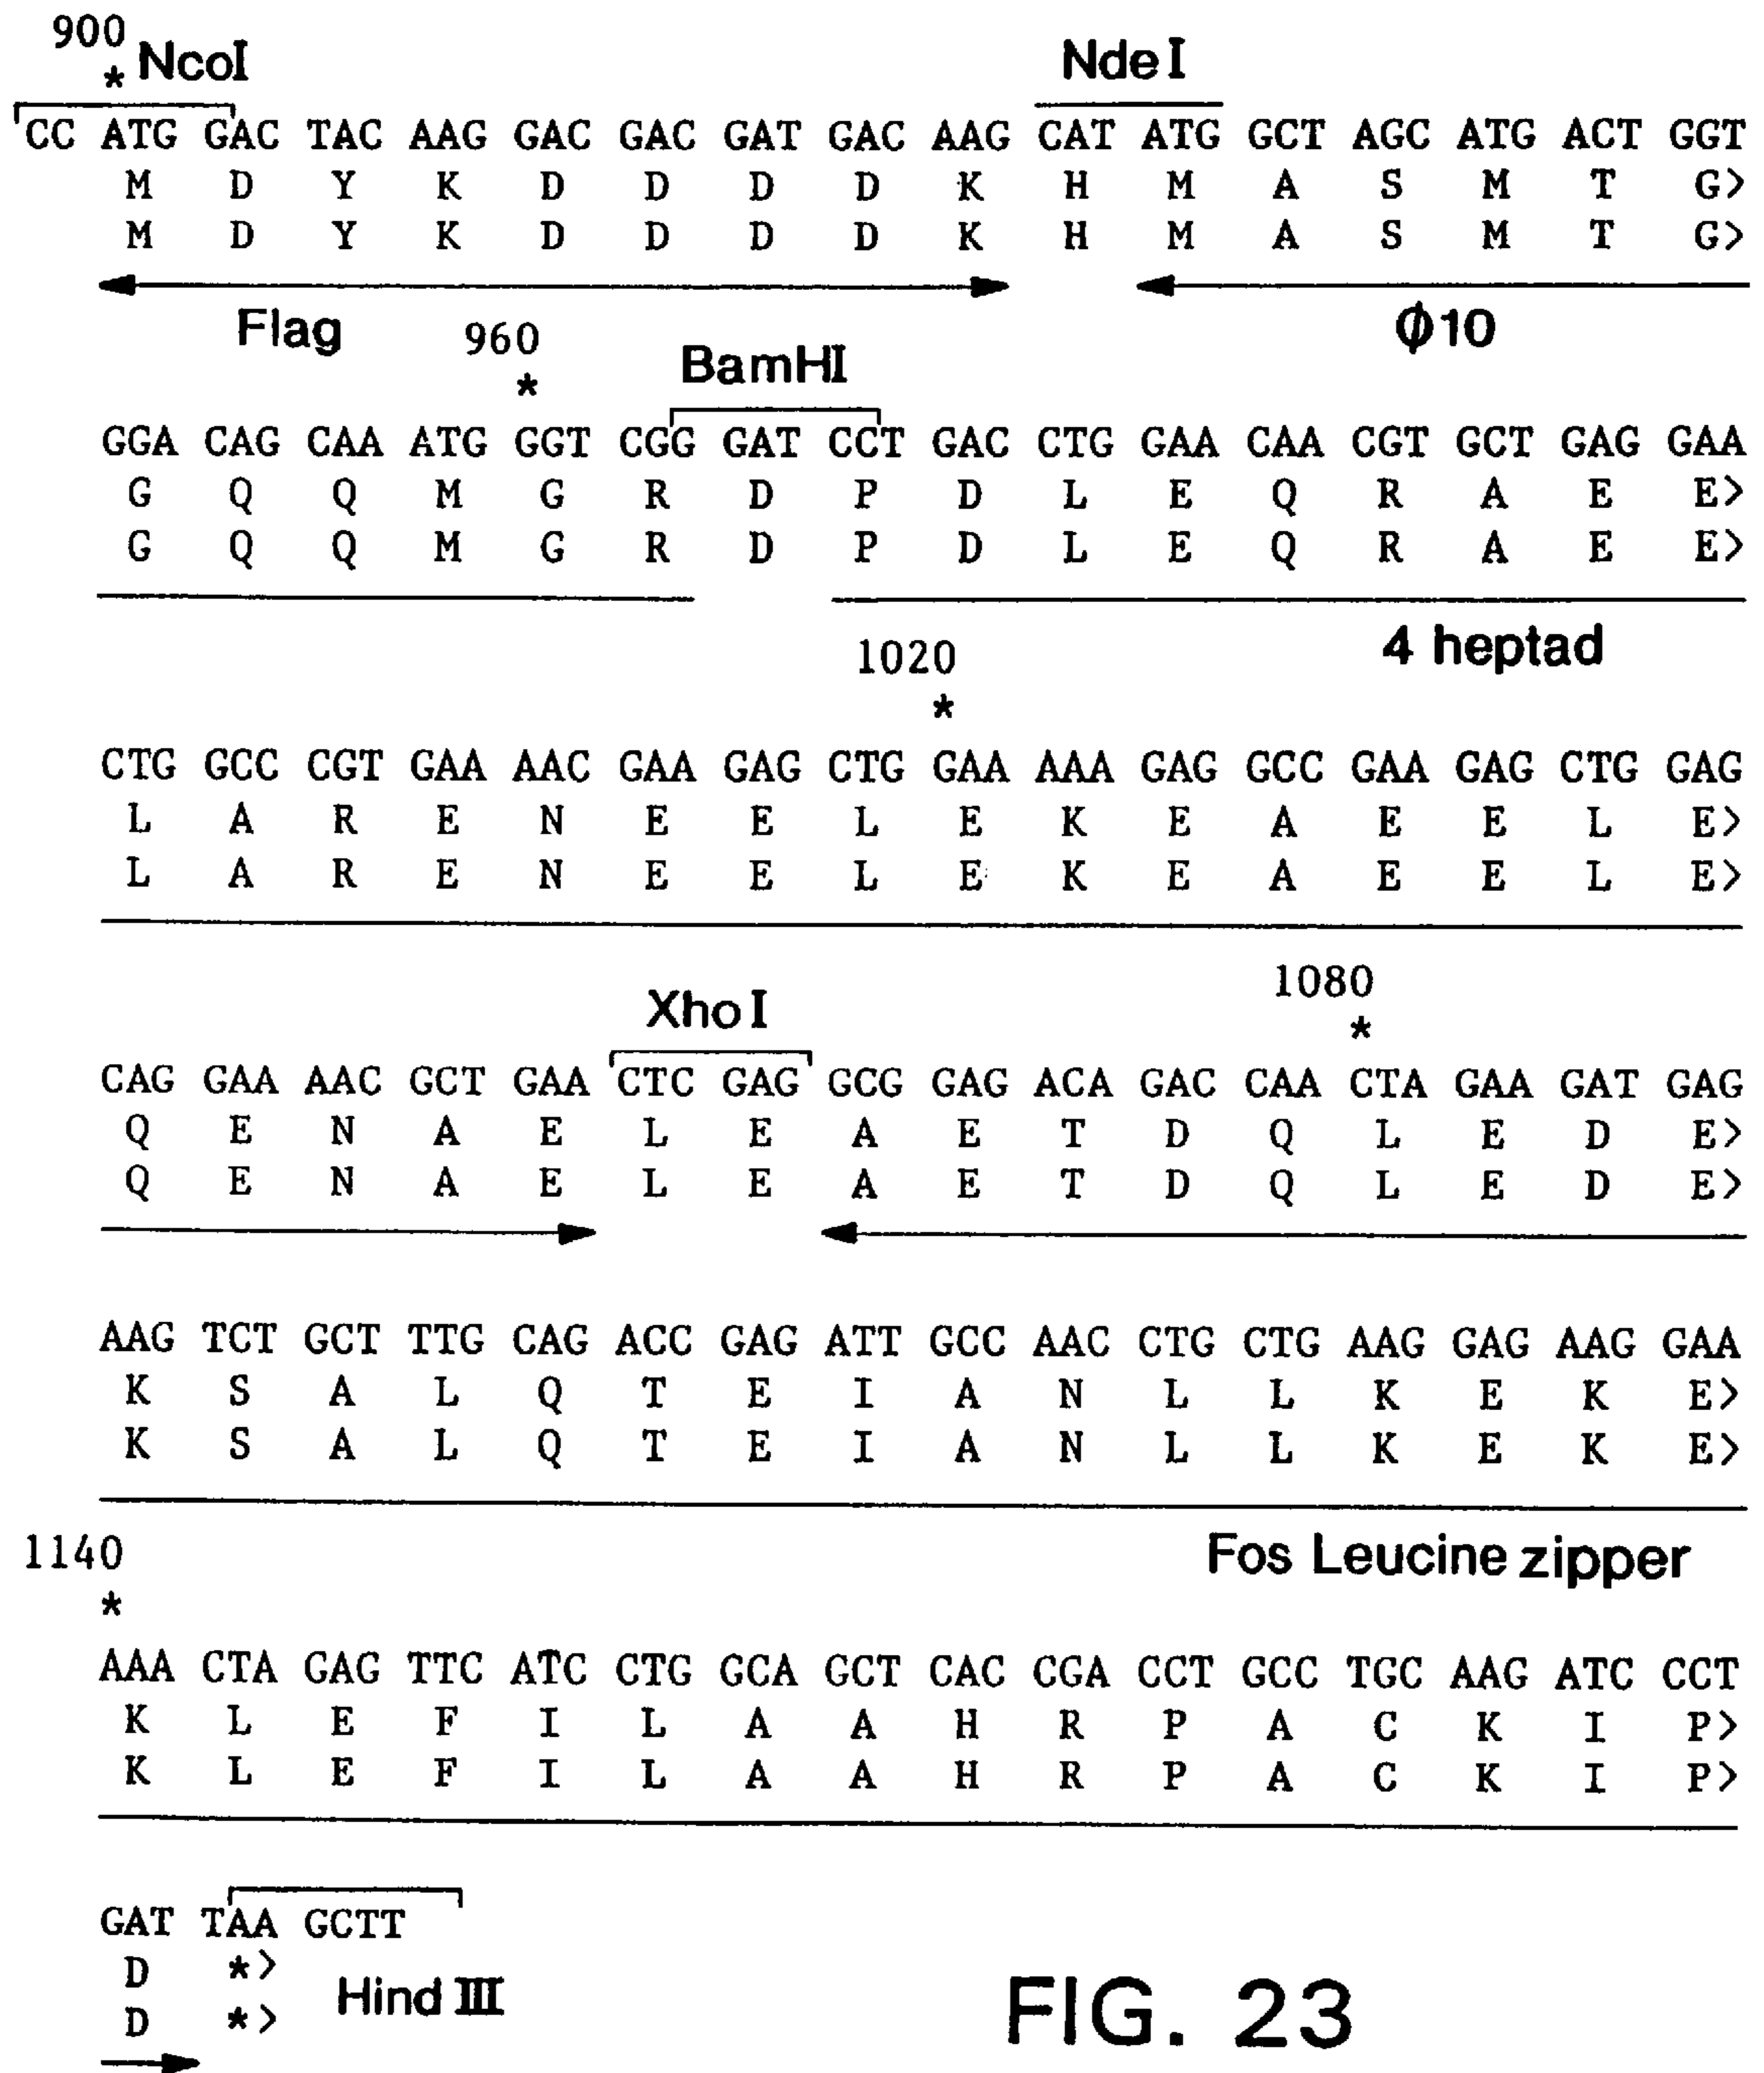 900
* NcoI NdeI
CC ATG GAC TAC AAG GAC GAC GAT GAC AAG CAT ATG GCT AGC ATG ACT GGT
M D Y K D D D D K H M A S M T G>
M D Y K D D D D K H M A S M T G>
Flag ϕ10
960
* BamHI
GGA CAG CAA ATG GGT CGG GAT CCT GAC CTG GAA CAA CGT GCT GAG GAA
G Q Q M G R D P D L E Q R A E E>
G Q Q M G R D P D L E Q R A E E>
4 heptad
1020
*
CTG GCC CGT GAA AAC GAA GAG CTG GAA AAA GAG GCC GAA GAG CTG GAG
L A R E N E E L E K E A E E L E>
L A R E N E E L E K E A E E L E>
1080
XhoI *
CAG GAA AAC GCT GAA CTC GAG GCG GAG ACA GAC CAA CTA GAA GAT GAG
Q E N A E L E A E T D Q L E D E>
Q E N A E L E A E T D Q L E D E>
AAG TCT GCT TTG CAG ACC GAG ATT GCC AAC CTG CTG AAG GAG AAG GAA
K S A L Q T E I A N L L K E K E>
K S A L Q T E I A N L L K E K E>
Fos Leucine zipper
1140
*
AAA CTA GAG TTC ATC CTG GCA GCT CAC CGA CCT GCC TGC AAG ATC CCT
K L E F I L A A H R P A C K I P>
K L E F I L A A H R P A C K I P>
GAT TAA GCTT
D *>
D *>
Hind III
FIG. 23